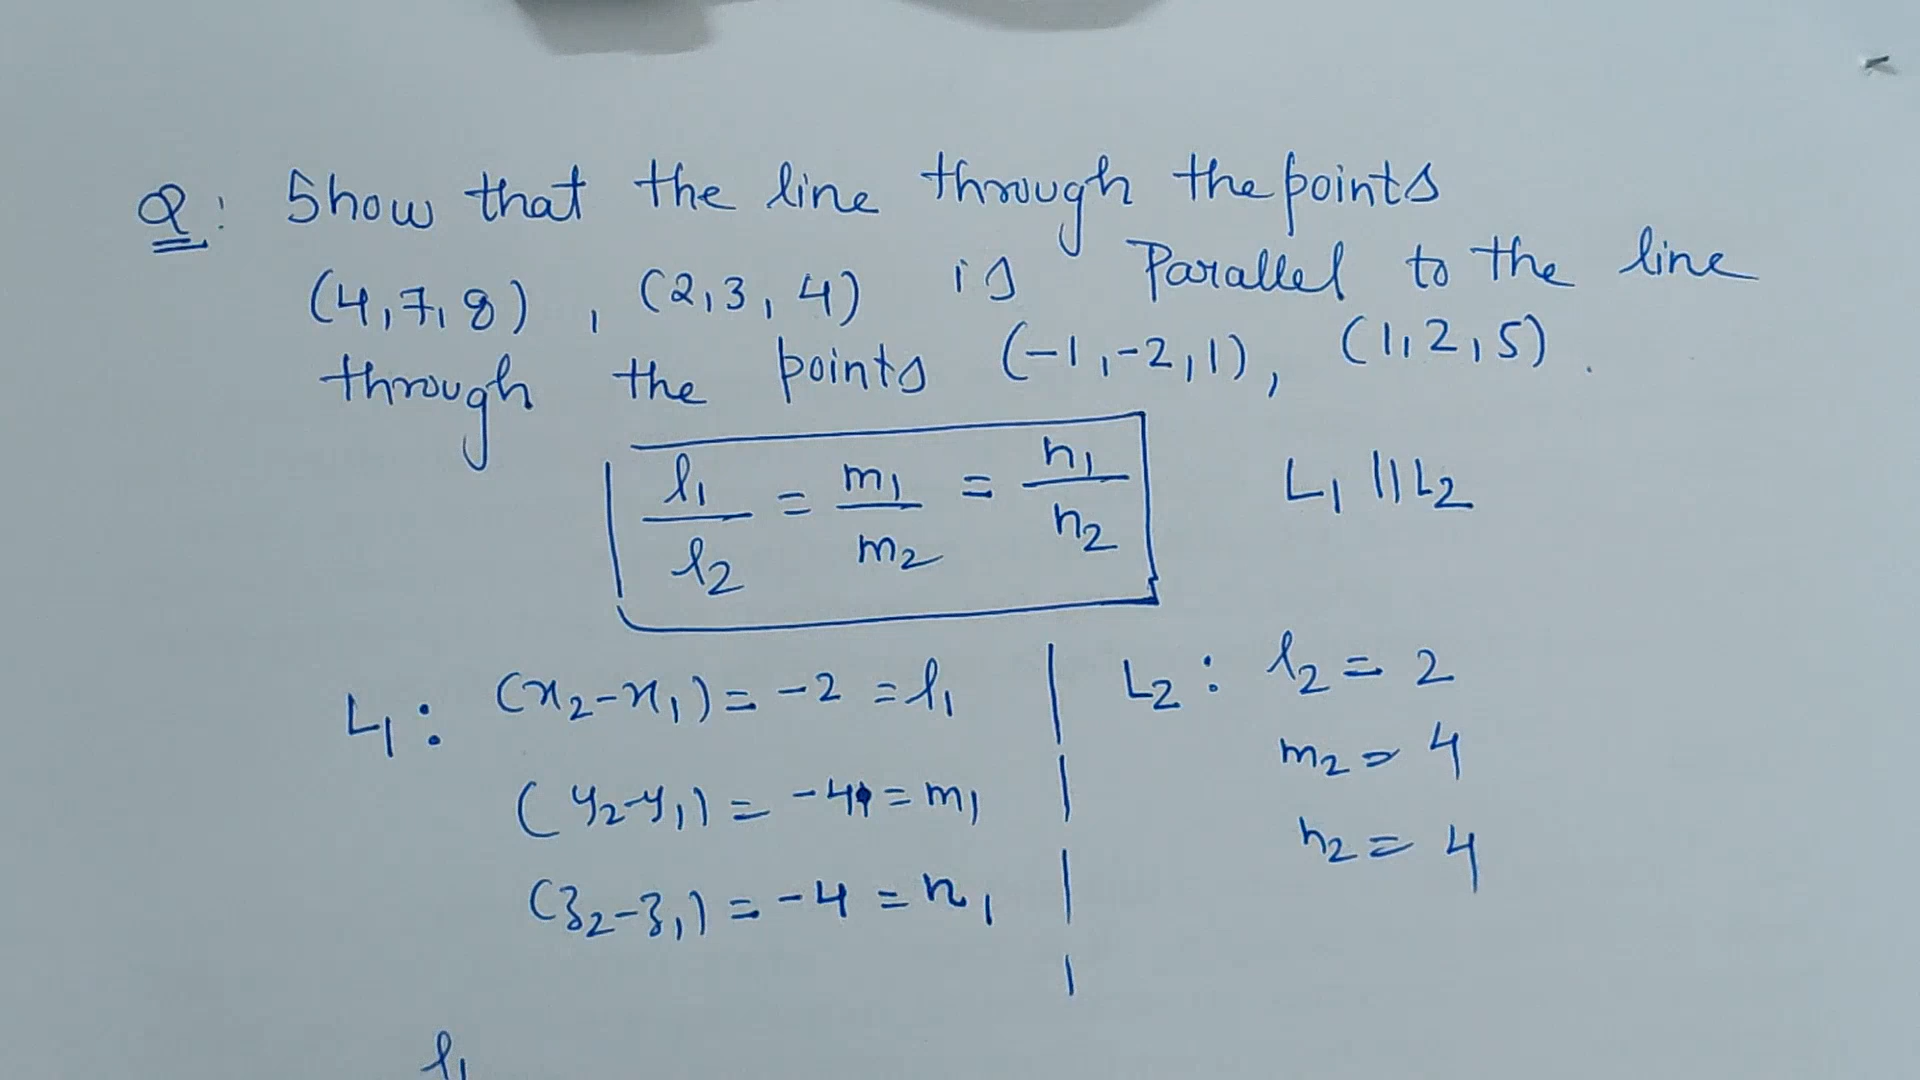 Q: Show that the line through the points
(4,7,8), (2,3,4) is Parallel to the line
through the points (-1,-2,1), (1,2,5).
l₁/l₂ = m₁/m₂ = n₁/n₂ L₁ || L₂
L₁: (x₂-x₁) = -2 = l₁ | L₂: l₂ = 2
(y₂-y₁) = -4 = m₁ | m₂ = 4
(z₂-z₁) = -4 = n₁ | n₂ = 4
l₁